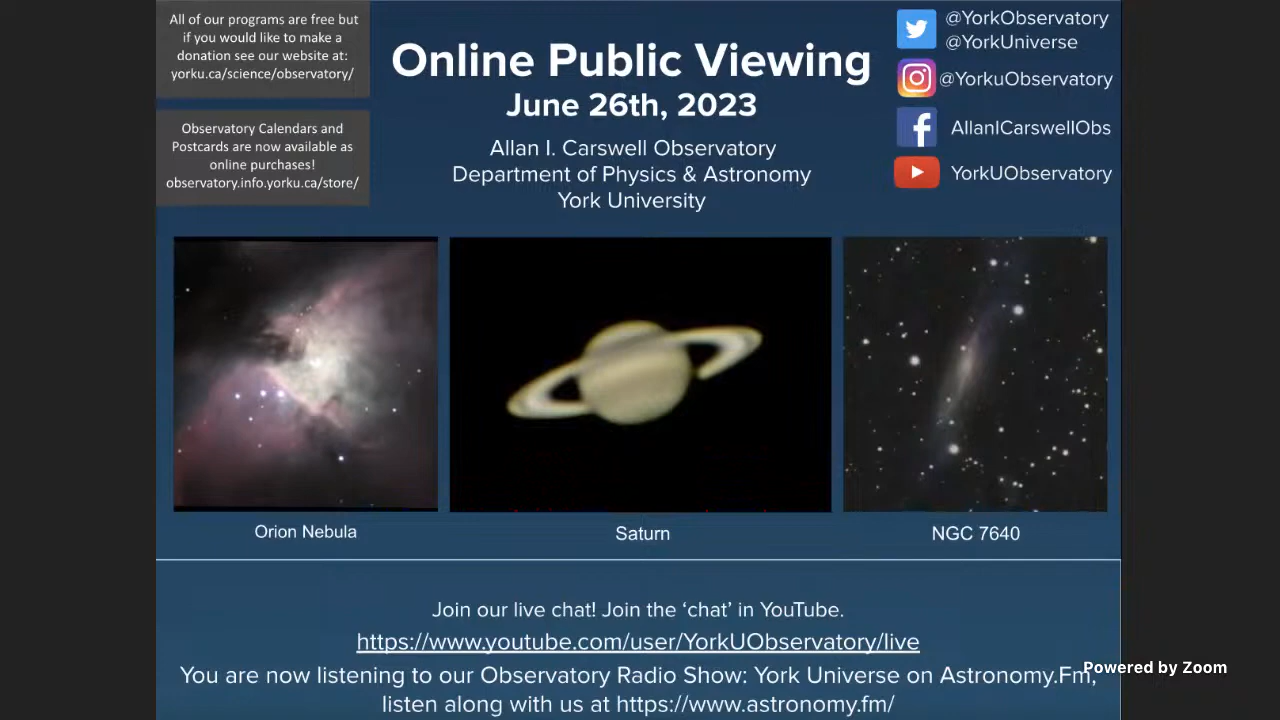 All of our programs are free but
if you would like to make a
donation see our website at:
yorku.ca/science/observatory/
Observatory Calendars and
Postcards are now available as
online purchases!
observatory.info.yorku.ca/store/
Online Public Viewing
June 26th, 2023
Allan I. Carswell Observatory
Department of Physics & Astronomy
York University
@YorkObservatory
@YorkUniverse
@YorkuObservatory
AllanICarswellObs
YorkUObservatory
Orion Nebula
Saturn
NGC 7640
Join our live chat! Join the ‘chat’ in YouTube.
https://www.youtube.com/user/YorkUObservatory/live
You are now listening to our Observatory Radio Show: York Universe on Astronomy.Fm,
listen along with us at https://www.astronomy.fm/
Powered by Zoom